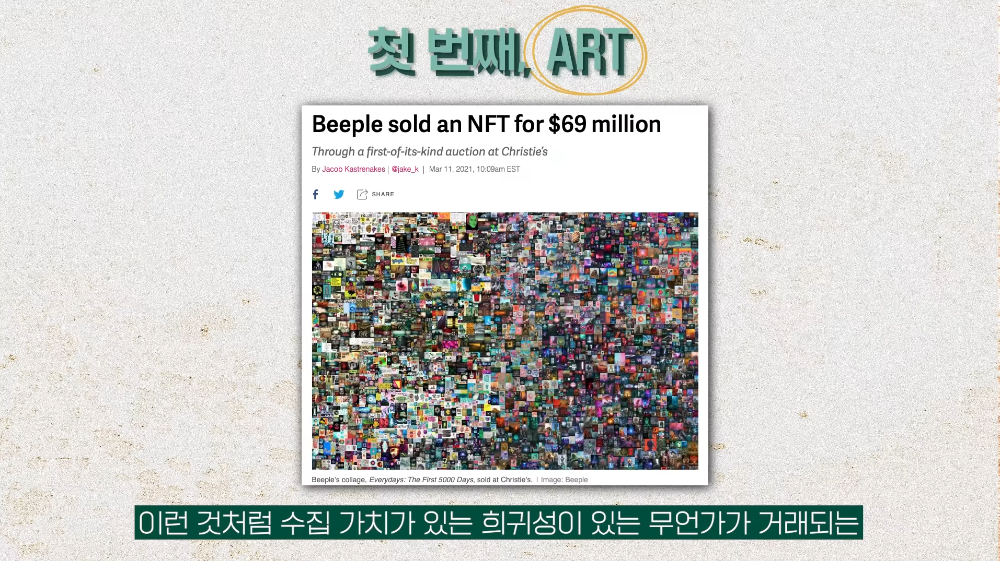 첫 번째, ART
Beeple sold an NFT for $69 million
Through a first-of-its-kind auction at Christie's
By Jacob Kastrenakes | @jake_k | Mar 11, 2021, 10:09am EST
SHARE
Beeple's collage, Everydays: The First 5000 Days, sold at Christie's. | Image: Beeple
이런 것처럼 수집 가치가 있는 희귀성이 있는 무언가가 거래되는